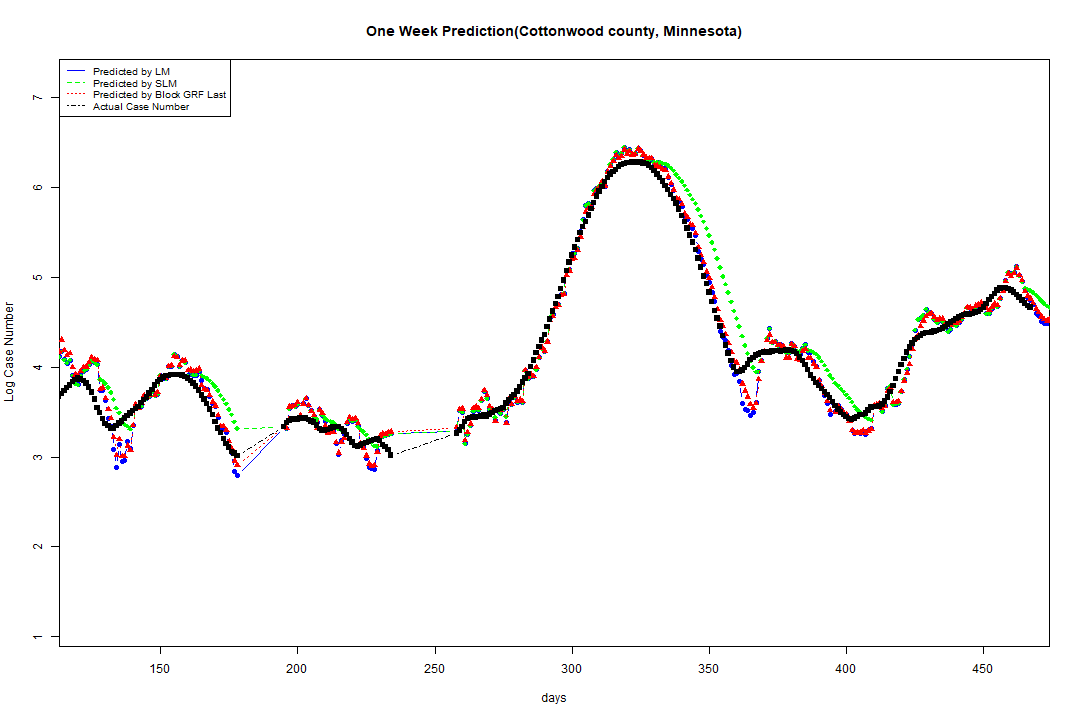 One Week Prediction(Cottonwood county, Minnesota)
Predicted by LM
Predicted by SLM
Predicted by Block GRF Last
Actual Case Number
7
6
5
4
3
2
1
Log Case Number
150 200 250 300 350 400 450
days